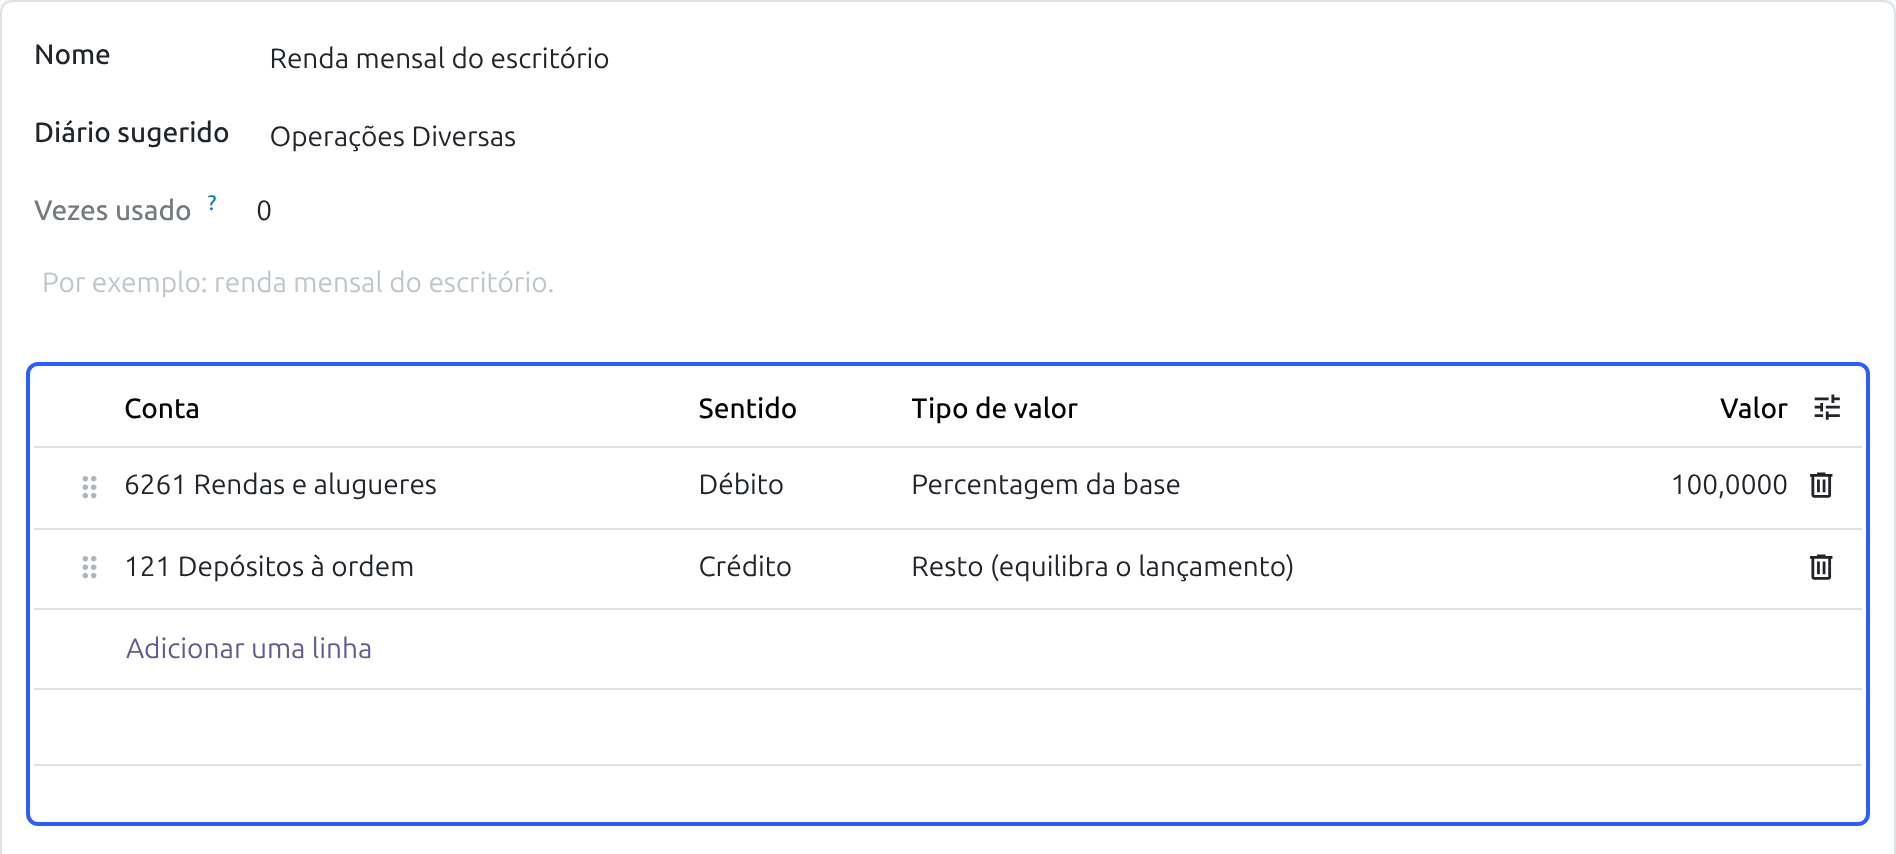 Nome Renda mensal do escritório
Diário sugerido Operações Diversas
Vezes usado ? 0
Por exemplo: renda mensal do escritório.
Conta Sentido Tipo de valor Valor
6261 Rendas e alugueres Débito Percentagem da base 100,0000
121 Depósitos à ordem Crédito Resto (equilibra o lançamento)
Adicionar uma linha